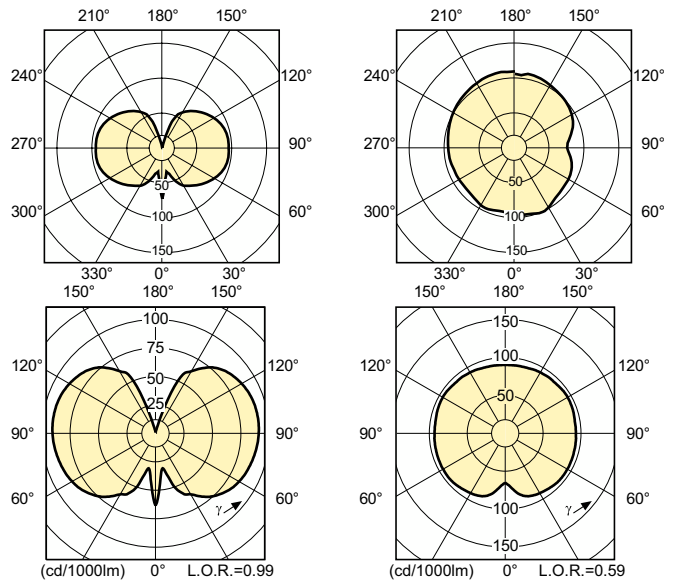 210° 180° 150° 210° 180° 150°
240° 120° 240° 120°
270° 90° 270° 90°
50 50
300° 60° 300° 60°
100 100
150 150
330° 0° 30° 330° 0° 30°
150° 180° 150° 150° 180° 150°
100 150
75
120° 100 120°
50
50
25
90° 90° 90° 90°
60° γ 60° 60° 100 γ 60°
150
(cd/1000lm) 0° L.O.R.=0.99 (cd/1000lm) 0° L.O.R.=0.59